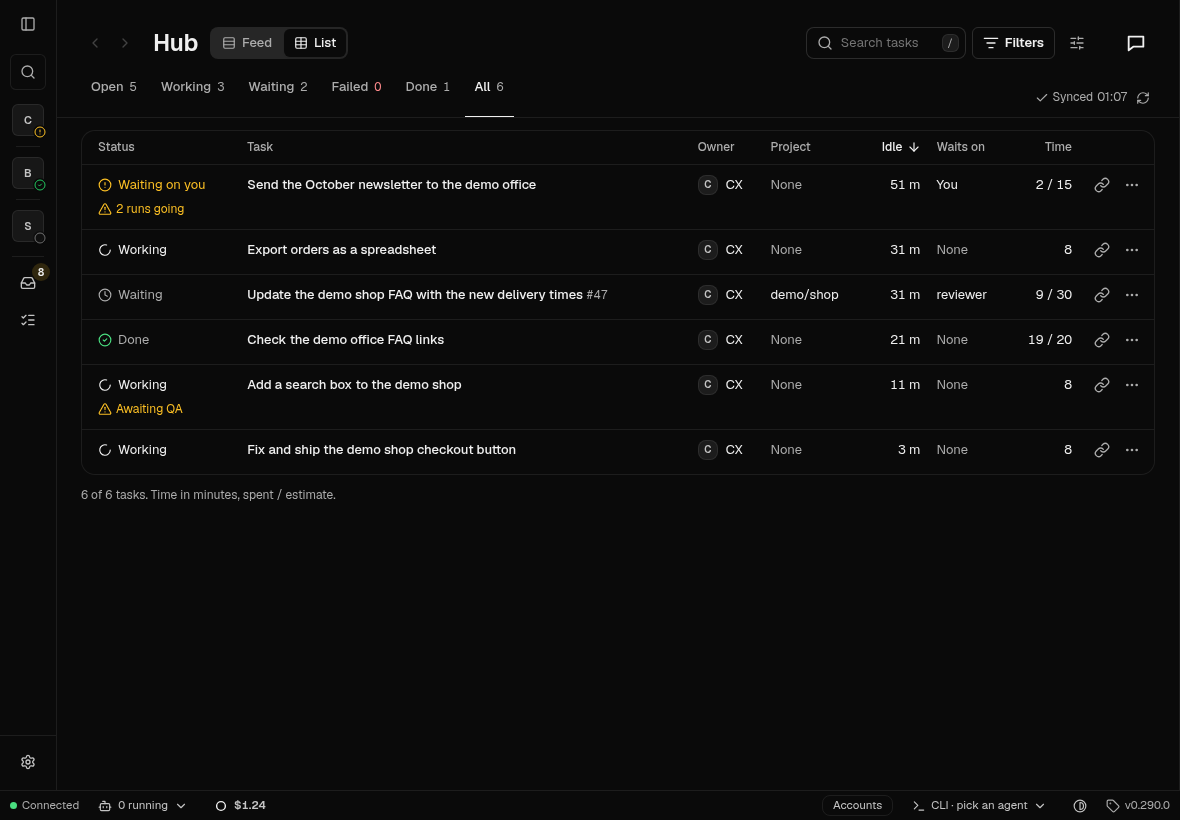 Hub
Feed
List
Search tasks
/
Filters
Open 5
Working 3
Waiting 2
Failed 0
Done 1
All 6
Synced 01:07
C
B
S
8
Status Task Owner Project Idle Waits on Time
Waiting on you Send the October newsletter to the demo office C CX None 51 m You 2 / 15
2 runs going
Working Export orders as a spreadsheet C CX None 31 m None 8
Waiting Update the demo shop FAQ with the new delivery times #47 C CX demo/shop 31 m reviewer 9 / 30
Done Check the demo office FAQ links C CX None 21 m None 19 / 20
Working Add a search box to the demo shop C CX None 11 m None 8
Awaiting QA
Working Fix and ship the demo shop checkout button C CX None 3 m None 8
6 of 6 tasks. Time in minutes, spent / estimate.
Connected
0 running
$1.24
Accounts
CLI · pick an agent
v0.290.0